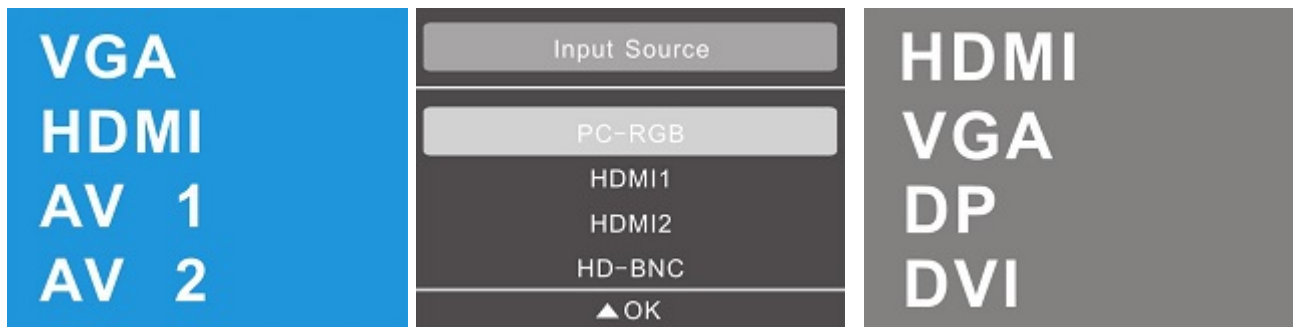 VGA
HDMI
AV 1
AV 2
Input Source
PC-RGB
HDMI1
HDMI2
HD-BNC
▲OK
HDMI
VGA
DP
DVI